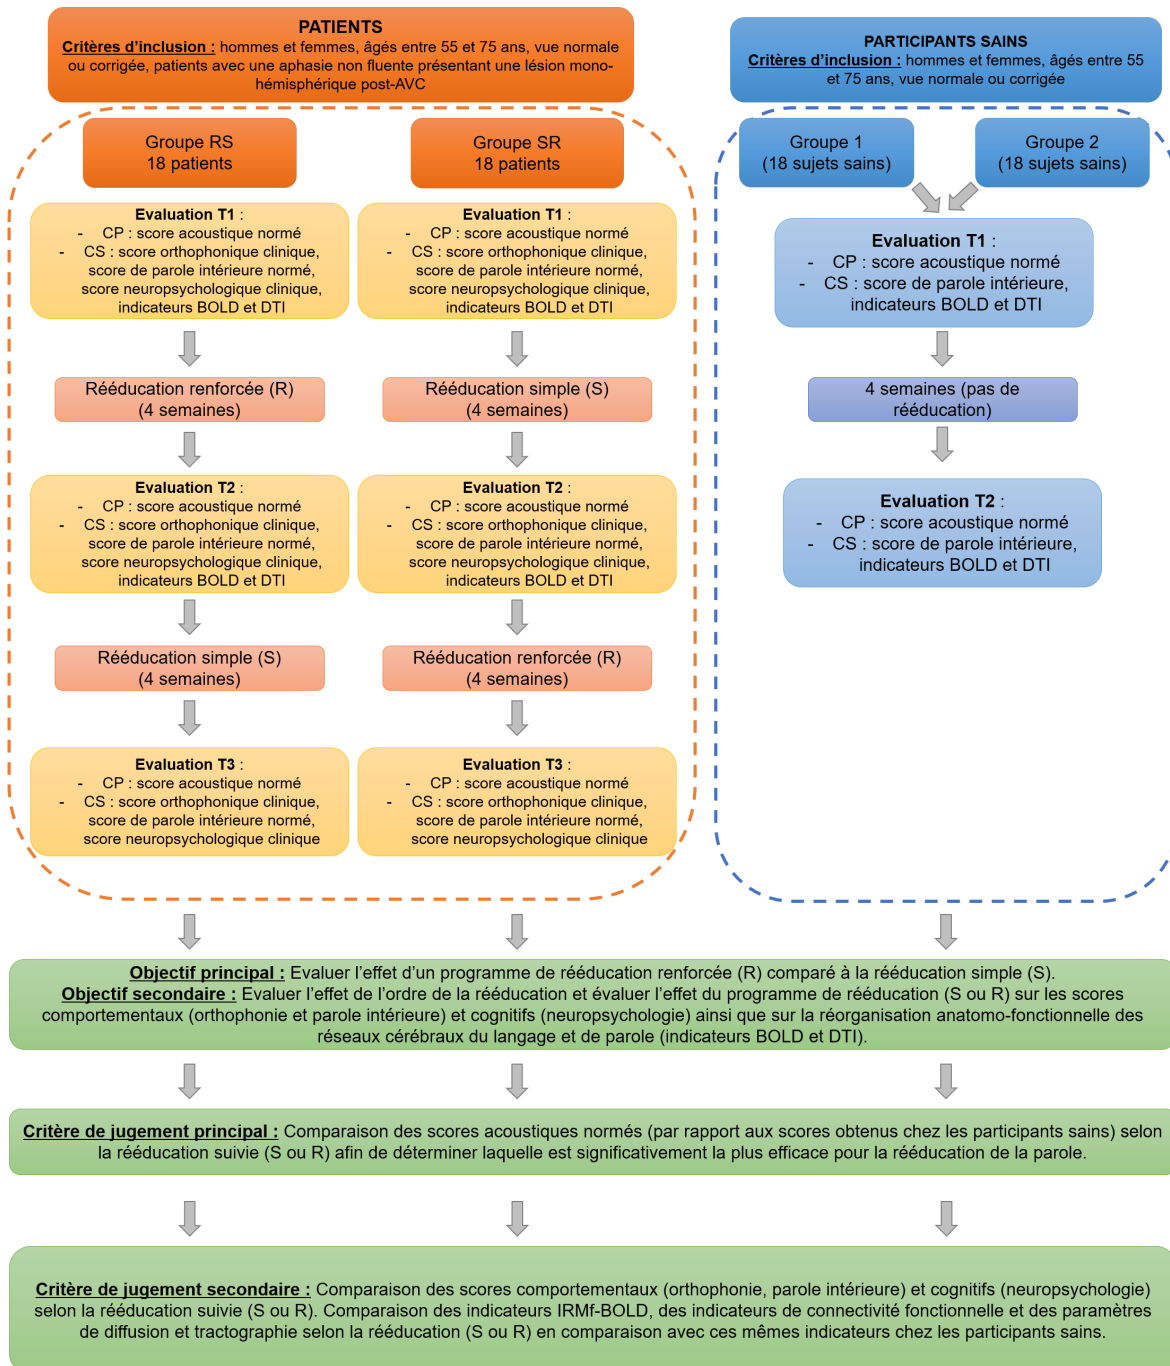 PATIENTS
Critères d'inclusion : hommes et femmes, âgés entre 55 et 75 ans, vue normale
ou corrigée, patients avec une aphasie non fluente présentant une lésion mono-
hémisphérique post-AVC
PARTICIPANTS SAINS
Critères d'inclusion : hommes et femmes, âgés entre 55
et 75 ans, vue normale ou corrigée
Groupe RS
18 patients
Groupe SR
18 patients
Groupe 1
(18 sujets sains)
Groupe 2
(18 sujets sains)
Evaluation T1 :
- CP : score acoustique normé
- CS : score orthophonique clinique,
score de parole intérieure normé,
score neuropsychologique clinique,
indicateurs BOLD et DTI
Evaluation T1 :
- CP : score acoustique normé
- CS : score orthophonique clinique,
score de parole intérieure normé,
score neuropsychologique clinique,
indicateurs BOLD et DTI
Evaluation T1 :
- CP : score acoustique normé
- CS : score de parole intérieure,
indicateurs BOLD et DTI
Rééducation renforcée (R)
(4 semaines)
Rééducation simple (S)
(4 semaines)
4 semaines (pas de
rééducation)
Evaluation T2 :
- CP : score acoustique normé
- CS : score orthophonique clinique,
score de parole intérieure normé,
score neuropsychologique clinique,
indicateurs BOLD et DTI
Evaluation T2 :
- CP : score acoustique normé
- CS : score orthophonique clinique,
score de parole intérieure normé,
score neuropsychologique clinique,
indicateurs BOLD et DTI
Evaluation T2 :
- CP : score acoustique normé
- CS : score de parole intérieure,
indicateurs BOLD et DTI
Rééducation simple (S)
(4 semaines)
Rééducation renforcée (R)
(4 semaines)
Evaluation T3 :
- CP : score acoustique normé
- CS : score orthophonique clinique,
score de parole intérieure normé,
score neuropsychologique clinique
Evaluation T3 :
- CP : score acoustique normé
- CS : score orthophonique clinique,
score de parole intérieure normé,
score neuropsychologique clinique
Objectif principal : Evaluer l'effet d'un programme de rééducation renforcée (R) comparé à la rééducation simple (S).
Objectif secondaire : Evaluer l'effet de l'ordre de la rééducation et évaluer l'effet du programme de rééducation (S ou R) sur les scores
comportementaux (orthophonie et parole intérieure) et cognitifs (neuropsychologie) ainsi que sur la réorganisation anatomo-fonctionnelle des
réseaux cérébraux du langage et de parole (indicateurs BOLD et DTI).
Critère de jugement principal : Comparaison des scores acoustiques normés (par rapport aux scores obtenus chez les participants sains) selon
la rééducation suivie (S ou R) afin de déterminer laquelle est significativement la plus efficace pour la rééducation de la parole.
Critère de jugement secondaire : Comparaison des scores comportementaux (orthophonie, parole intérieure) et cognitifs (neuropsychologie)
selon la rééducation suivie (S ou R). Comparaison des indicateurs IRMf-BOLD, des indicateurs de connectivité fonctionnelle et des paramètres
de diffusion et tractographie selon la rééducation (S ou R) en comparaison avec ces mêmes indicateurs chez les participants sains.